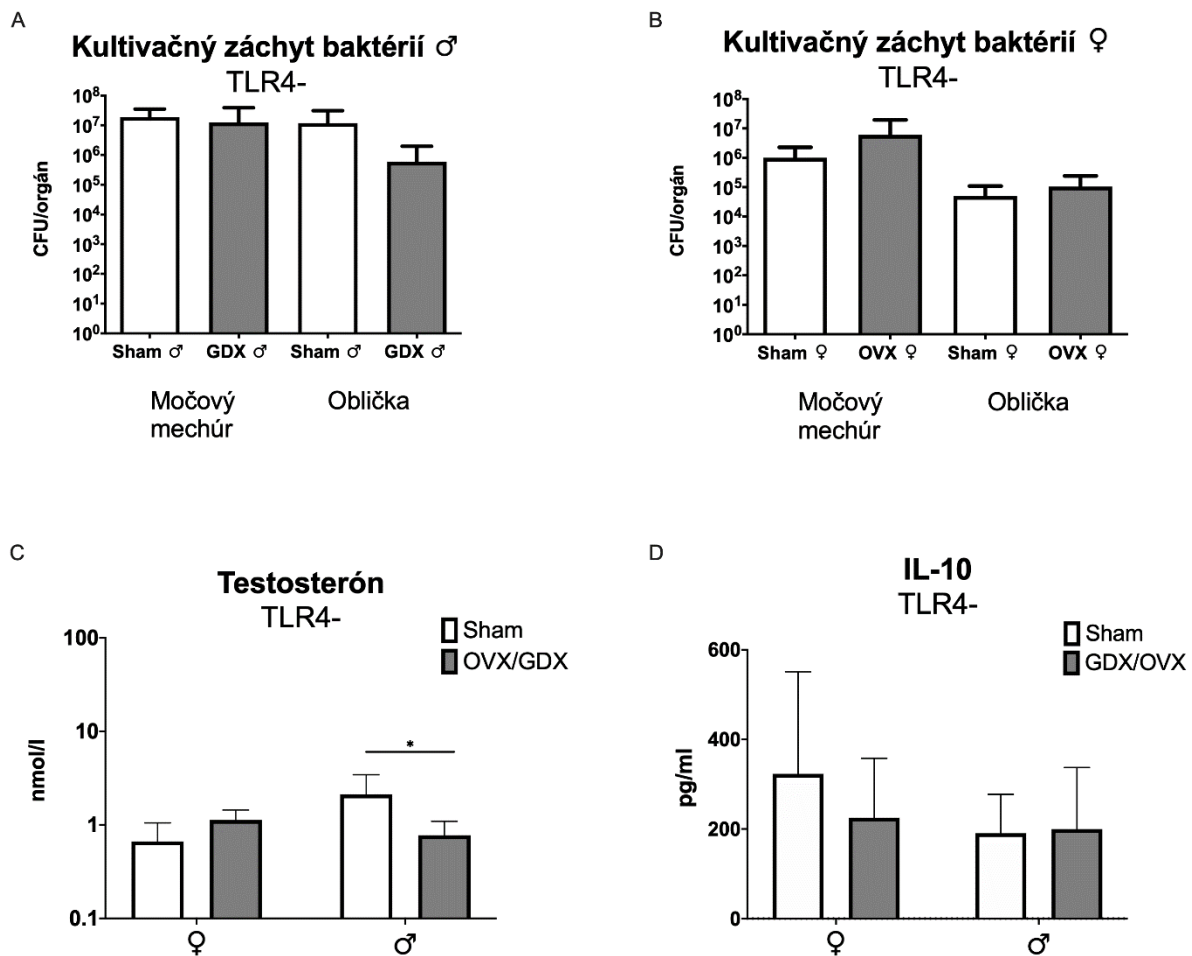 A
Kultivačný záchyt baktérií ♂
TLR4-
CFU/orgán
10⁸
10⁷
10⁶
10⁵
10⁴
10³
10²
10¹
10⁰
Sham ♂ GDX ♂ Sham ♂ GDX ♂
Močový
mechúr
Oblička
B
Kultivačný záchyt baktérií ♀
TLR4-
CFU/orgán
10⁸
10⁷
10⁶
10⁵
10⁴
10³
10²
10¹
10⁰
Sham ♀ OVX ♀ Sham ♀ OVX ♀
Močový
mechúr
Oblička
C
Testosterón
TLR4-
Sham
OVX/GDX
nmol/l
100
10
1
0.1
*
♀ ♂
D
IL-10
TLR4-
Sham
GDX/OVX
pg/ml
600
400
200
0
♀ ♂